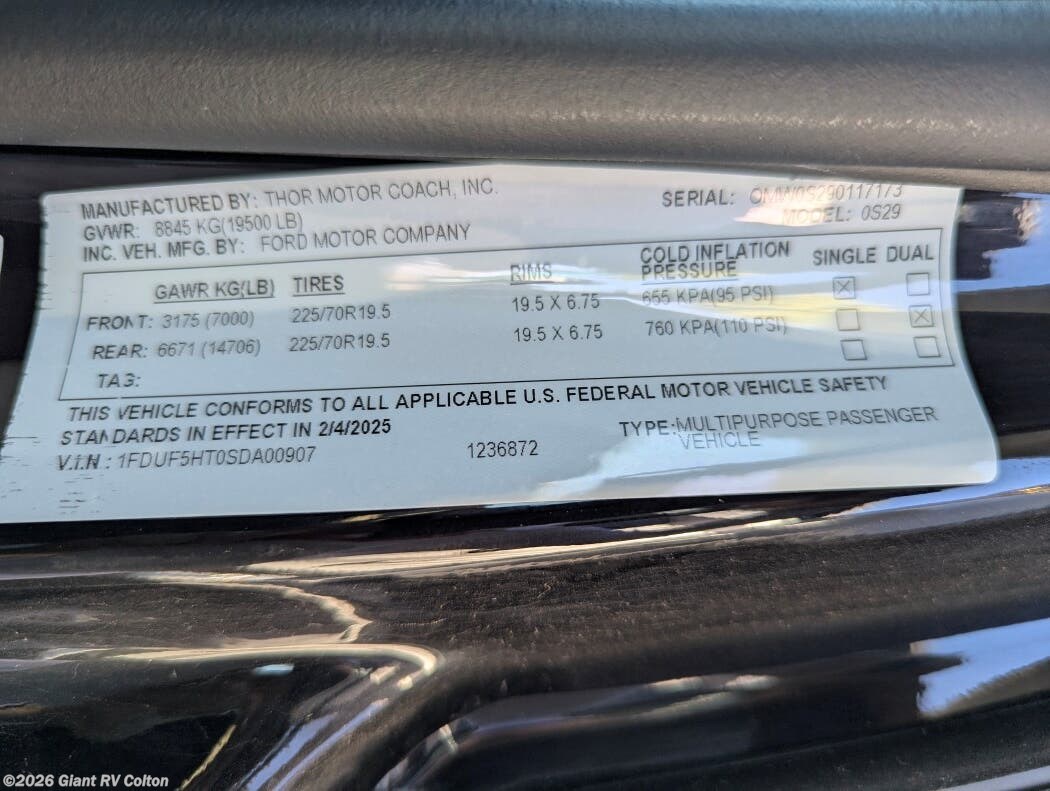 MANUFACTURED BY: THOR MOTOR COACH, INC. SERIAL: OMW0S290117173
GVWR: 8845 KG(19500 LB) MODEL: 0S29
INC. VEH. MFG. BY: FORD MOTOR COMPANY
GAWR KG(LB) TIRES RIMS COLD INFLATION PRESSURE SINGLE DUAL
FRONT: 3175 (7000) 225/70R19.5 19.5 X 6.75 655 KPA(95 PSI)
REAR: 6671 (14706) 225/70R19.5 19.5 X 6.75 760 KPA(110 PSI)
TAG:
THIS VEHICLE CONFORMS TO ALL APPLICABLE U.S. FEDERAL MOTOR VEHICLE SAFETY
STANDARDS IN EFFECT IN 2/4/2025
V.I.N : 1FDUF5HT0SDA00907 1236872 TYPE:MULTIPURPOSE PASSENGER VEHICLE
©2026 Giant RV Colton